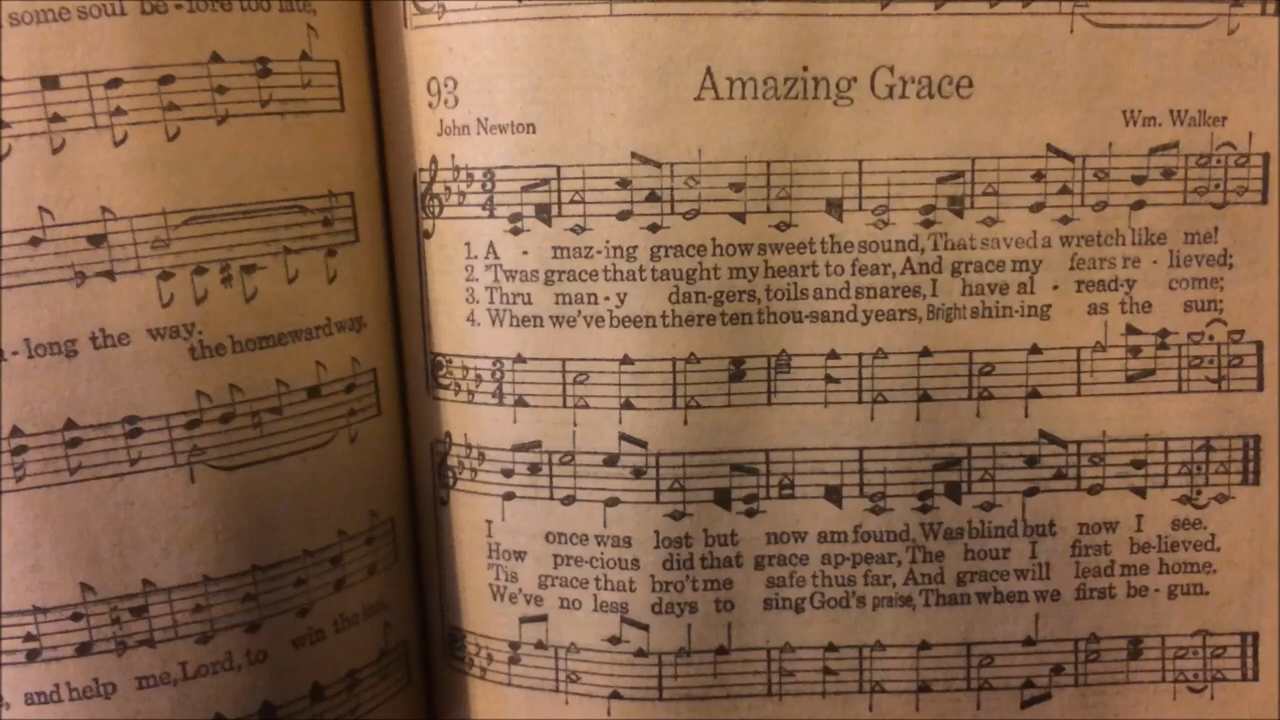 some soul be-fore too late,
-long the way.
the homeward way,
and help me, Lord, to win the
93 Amazing Grace
John Newton Wm. Walker
3
4
1. A - maz-ing grace how sweet the sound, That saved a wretch like me!
2. 'Twas grace that taught my heart to fear, And grace my fears re - lieved;
3. Thru man-y dan-gers, toils and snares, I have al - read-y come;
4. When we've been there ten thou-sand years, Bright shin-ing as the sun;
3
4
I once was lost but now am found, Was blind but now I see.
How pre-cious did that grace ap-pear, The hour I first be-lieved.
'Tis grace that bro't me safe thus far, And grace will lead me home.
We've no less days to sing God's praise, Than when we first be - gun.